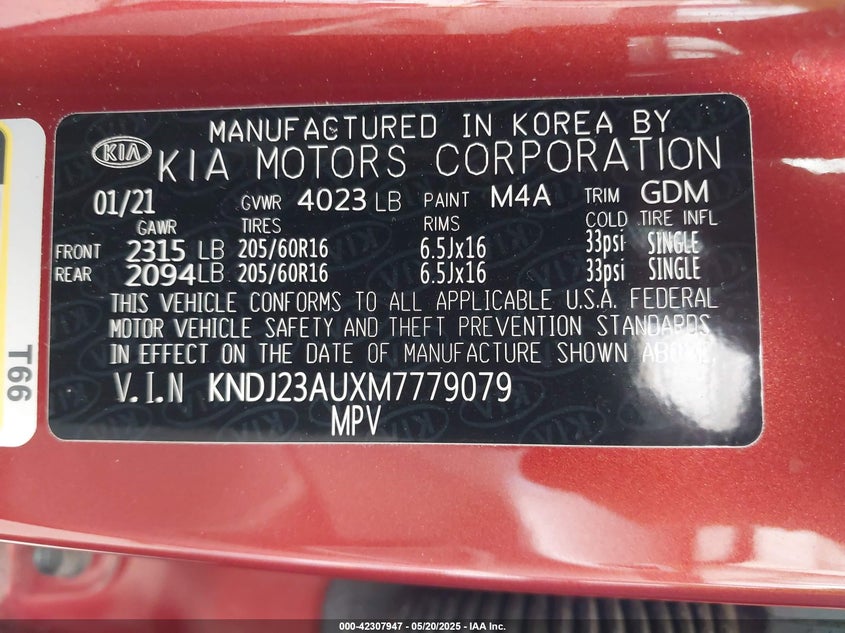 MANUFACTURED IN KOREA BY
KIA KIA MOTORS CORPORATION
01/21 GVWR 4023 LB PAINT M4A TRIM GDM
GAWR TIRES RIMS COLD TIRE INFL
FRONT 2315 LB 205/60R16 6.5Jx16 33psi SINGLE
REAR 2094 LB 205/60R16 6.5Jx16 33psi SINGLE
THIS VEHICLE CONFORMS TO ALL APPLICABLE U.S.A. FEDERAL
MOTOR VEHICLE SAFETY AND THEFT PREVENTION STANDARDS
IN EFFECT ON THE DATE OF MANUFACTURE SHOWN ABOVE.
V.I.N KNDJ23AUXM7779079
MPV
T66
000-42307947 - 05/20/2025 - IAA Inc.